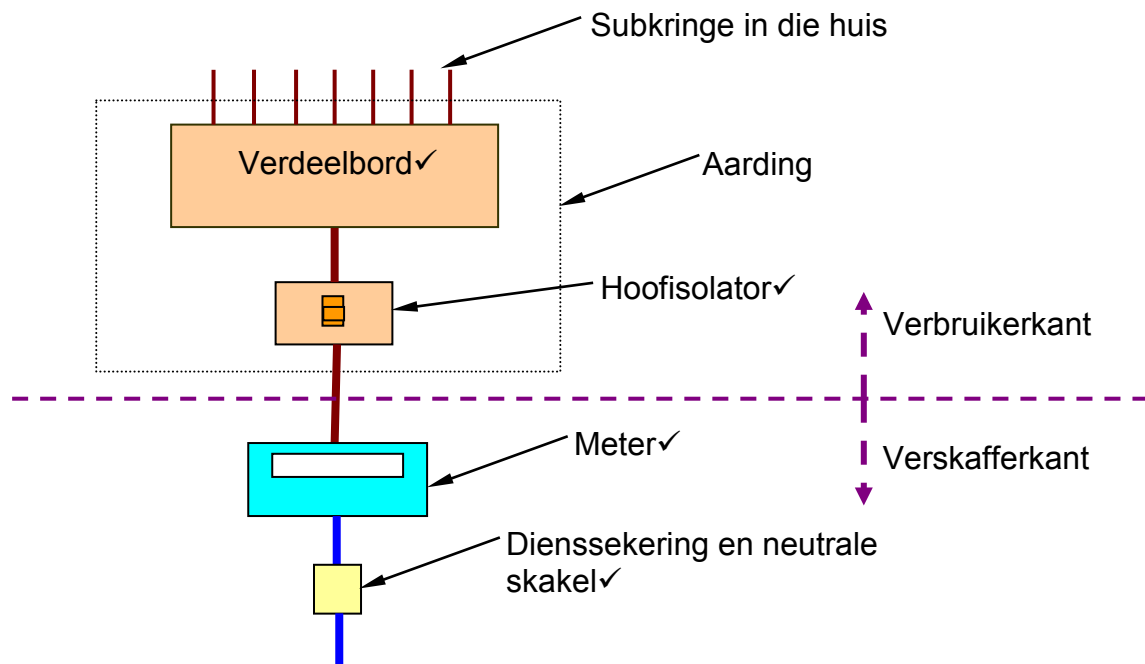 Subkringe in die huis
Verdeelbord✓
Aarding
Hoofisolator✓
Verbruikerkant
Meter✓
Verskafferkant
Dienssekering en neutrale
skakel✓